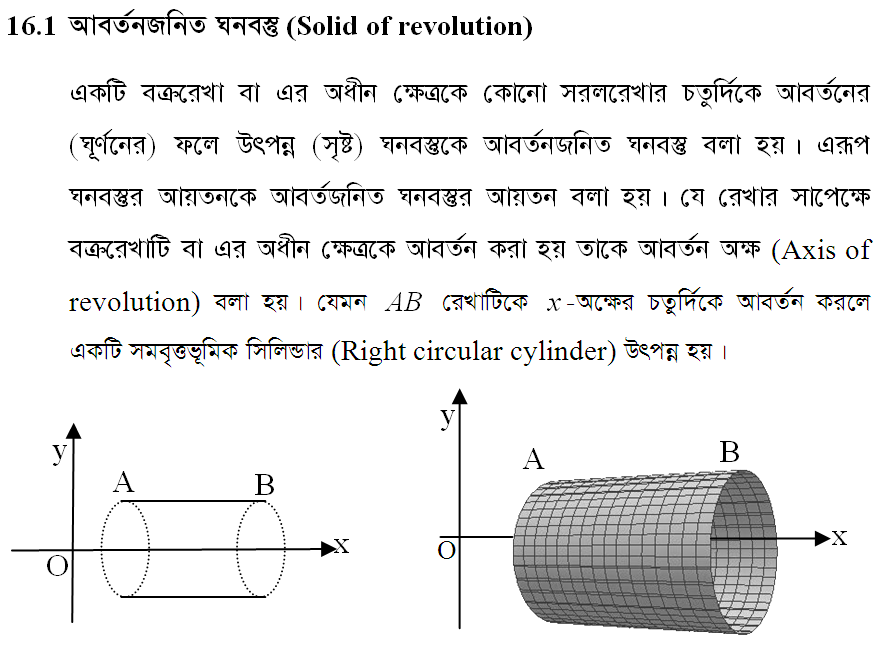 16.1 আবর্তনজনিত ঘনবস্তু (Solid of revolution)
একটি বক্ররেখা বা এর অধীন ক্ষেত্রকে কোনো সরলরেখার চতুর্দিকে আবর্তনের
(ঘূর্ণনের) ফলে উৎপন্ন (সৃষ্ট) ঘনবস্তুকে আবর্তনজনিত ঘনবস্তু বলা হয়। এরূপ
ঘনবস্তুর আয়তনকে আবর্তজনিত ঘনবস্তুর আয়তন বলা হয়। যে রেখার সাপেক্ষে
বক্ররেখাটি বা এর অধীন ক্ষেত্রকে আবর্তন করা হয় তাকে আবর্তন অক্ষ (Axis of
revolution) বলা হয়। যেমন AB রেখাটিকে x-অক্ষের চতুর্দিকে আবর্তন করলে
একটি সমবৃত্তভূমিক সিলিন্ডার (Right circular cylinder) উৎপন্ন হয়।
y
A
B
x
O
y
A
B
x
O